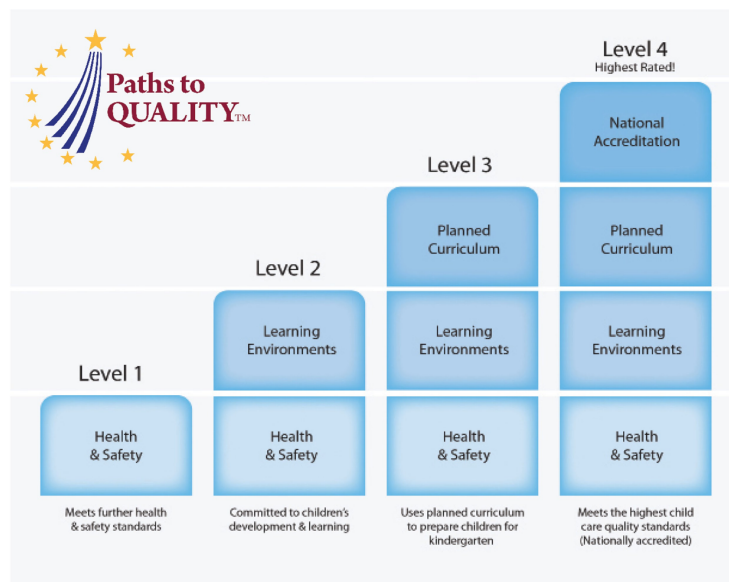 Paths to
QUALITY™
Level 1
Health
& Safety
Meets further health
& safety standards
Level 2
Learning
Environments
Health
& Safety
Committed to children's
development & learning
Level 3
Planned
Curriculum
Learning
Environments
Health
& Safety
Uses planned curriculum
to prepare children for
kindergarten
Level 4
Highest Rated!
National
Accreditation
Planned
Curriculum
Learning
Environments
Health
& Safety
Meets the highest child
care quality standards
(Nationally accredited)